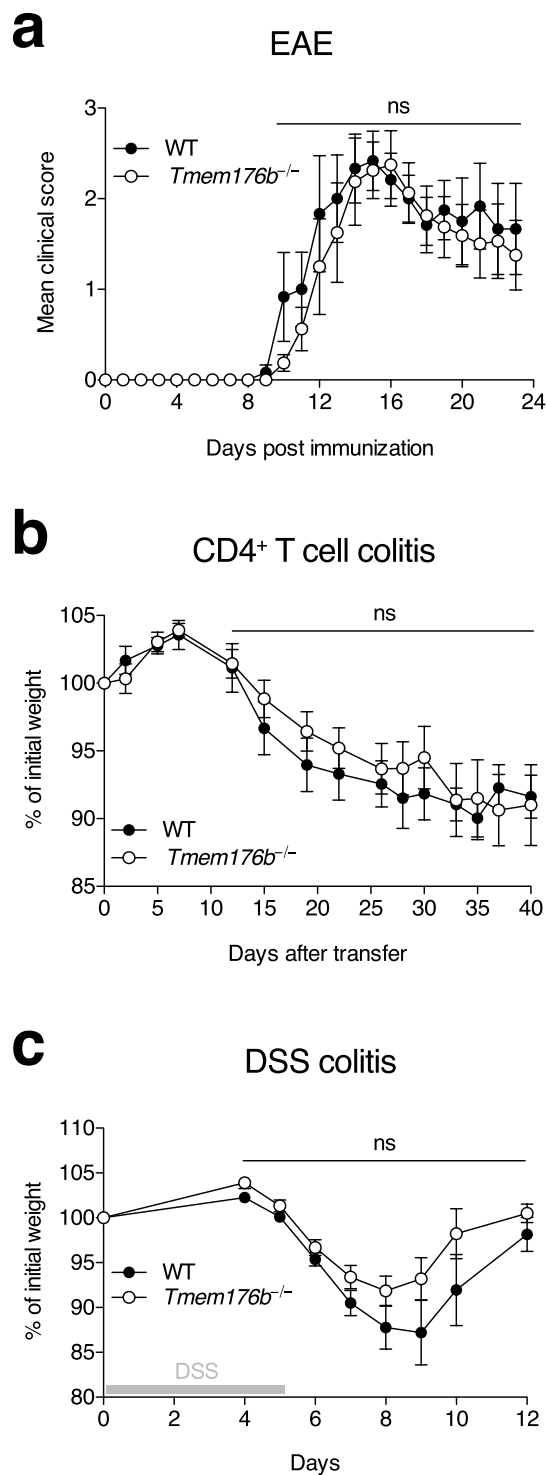 a
EAE
3
2
1
0
Mean clinical score
ns
WT
Tmem176b⁻/⁻
0 4 8 12 16 20 24
Days post immunization
b
CD4⁺ T cell colitis
105
100
95
90
85
% of initial weight
ns
WT
Tmem176b⁻/⁻
0 5 10 15 20 25 30 35 40
Days after transfer
c
DSS colitis
110
105
100
95
90
85
80
% of initial weight
ns
WT
Tmem176b⁻/⁻
DSS
0 2 4 6 8 10 12
Days